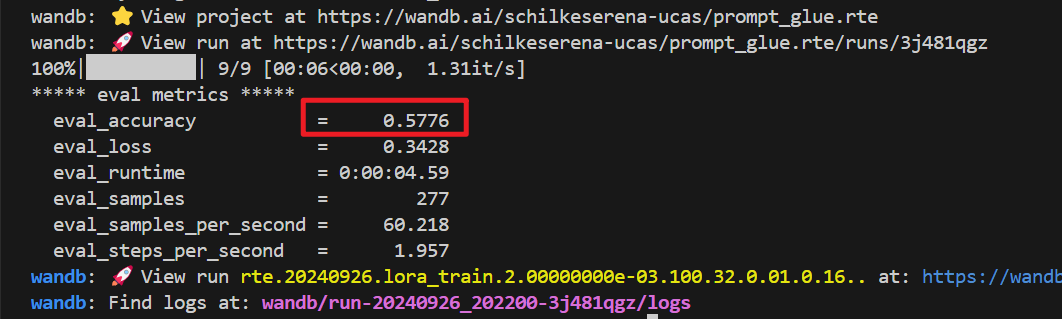 wandb: ⭐ View project at https://wandb.ai/schilkeserena-ucas/prompt_glue.rte
wandb: 🚀 View run at https://wandb.ai/schilkeserena-ucas/prompt_glue.rte/runs/3j481qgz
100%|██████████| 9/9 [00:06<00:00,  1.31it/s]
***** eval metrics *****
  eval_accuracy           =     0.5776
  eval_loss               =     0.3428
  eval_runtime            = 0:00:04.59
  eval_samples            =        277
  eval_samples_per_second =     60.218
  eval_steps_per_second   =      1.957
wandb: 🚀 View run rte.20240926.lora_train.2.00000000e-03.100.32.0.01.0.16.. at: https://wandb
wandb: Find logs at: wandb/run-20240926_202200-3j481qgz/logs